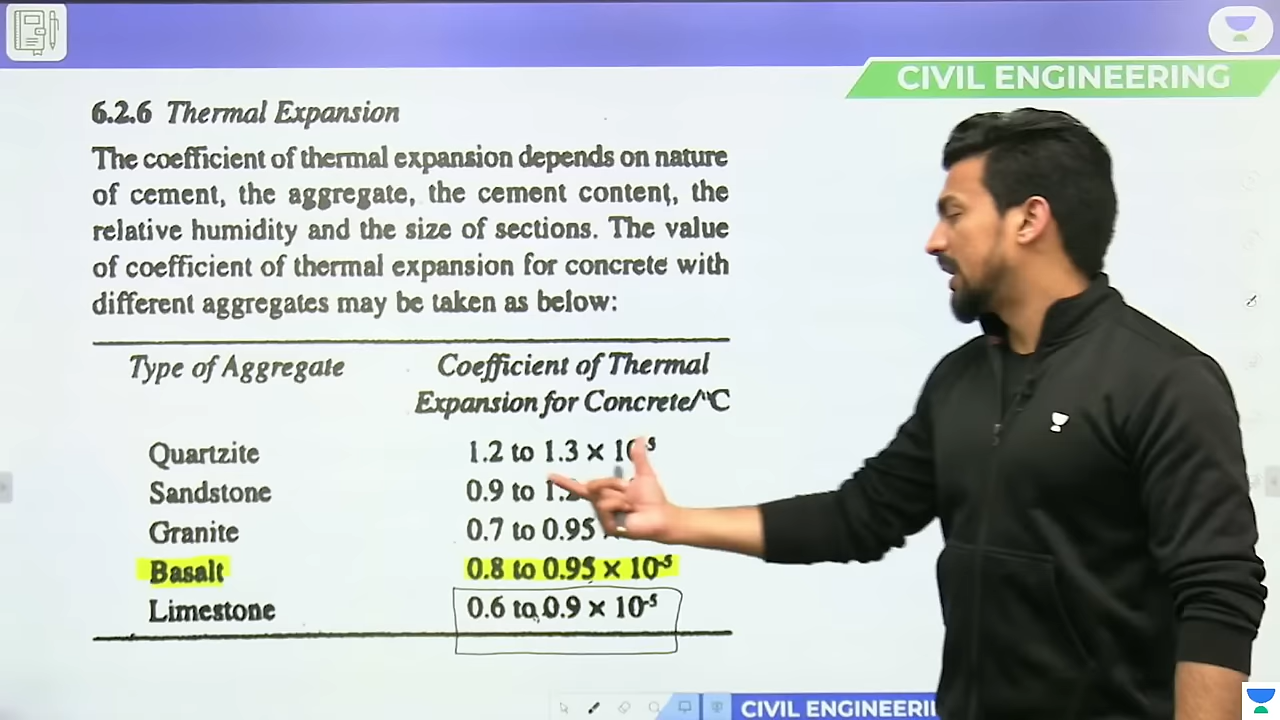 CIVIL ENGINEERING
6.2.6 Thermal Expansion
The coefficient of thermal expansion depends on nature
of cement, the aggregate, the cement content, the
relative humidity and the size of sections. The value
of coefficient of thermal expansion for concrete with
different aggregates may be taken as below:
Type of Aggregate Coefficient of Thermal
Expansion for Concrete/°C
Quartzite 1.2 to 1.3 × 10⁻⁵
Sandstone 0.9 to
Granite 0.7 to 0.95
Basalt 0.8 to 0.95 × 10⁻⁵
Limestone 0.6 to 0.9 × 10⁻⁵
CIVIL ENGINEERI